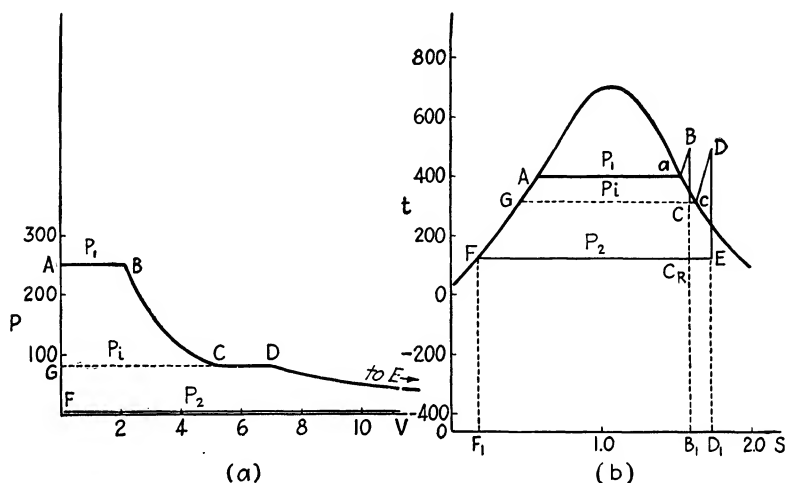 300
A P₁ B
200
P
100
G Pi C D
to E→
F P₂
2 4 6 8 10 V
(a)
800
600
B D
400 A P₁ a
t G Pi C c
200
F P₂ E
C_R
0
-200
-400
t F₁ 1.0 B₁ D₁ 2.0 S
(b)